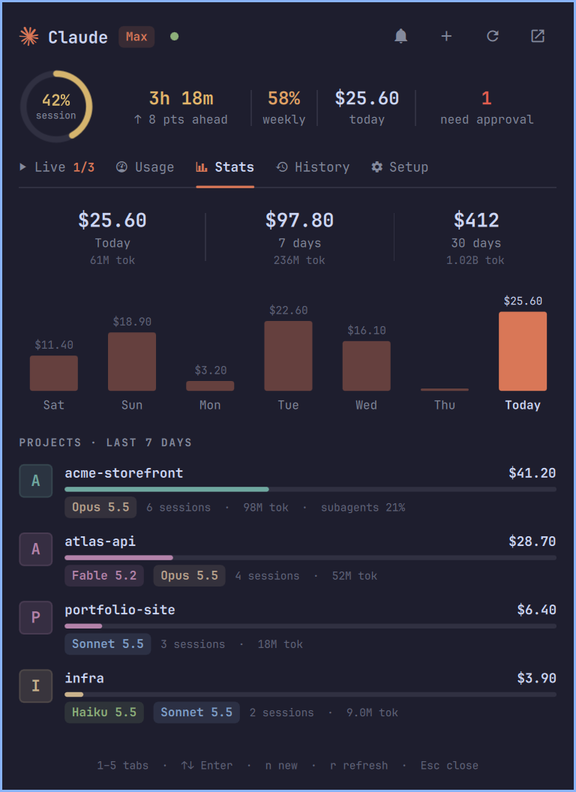 Claude Max
42%
session
3h 18m
↑ 8 pts ahead
58%
weekly
$25.60
today
1
need approval
Live 1/3 Usage Stats History Setup
$25.60
Today
61M tok
$97.80
7 days
236M tok
$412
30 days
1.02B tok
$11.40 $18.90 $3.20 $22.60 $16.10 $25.60
Sat Sun Mon Tue Wed Thu Today
PROJECTS · LAST 7 DAYS
A acme-storefront $41.20
Opus 5.5 6 sessions · 98M tok · subagents 21%
A atlas-api $28.70
Fable 5.2 Opus 5.5 4 sessions · 52M tok
P portfolio-site $6.40
Sonnet 5.5 3 sessions · 18M tok
I infra $3.90
Haiku 5.5 Sonnet 5.5 2 sessions · 9.0M tok
1–5 tabs · ↑↓ Enter · n new · r refresh · Esc close